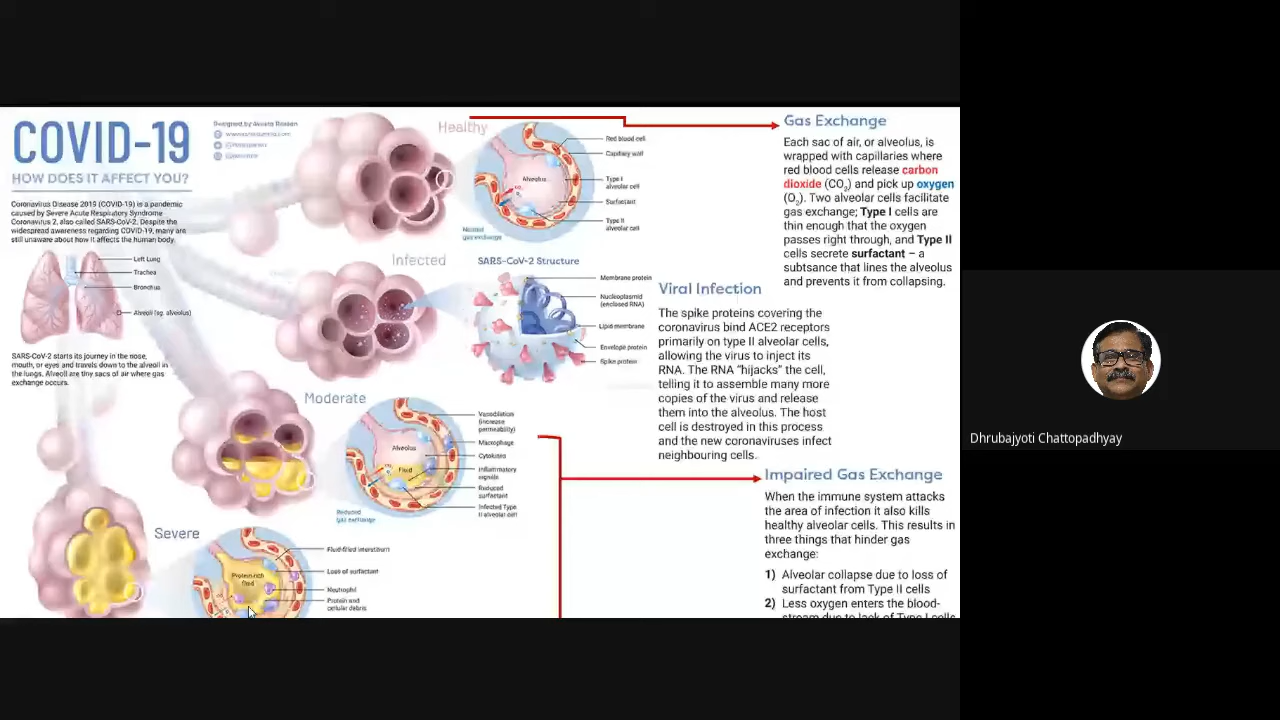 COVID-19
HOW DOES IT AFFECT YOU?
Designed by Avesta Rastan
Coronavirus Disease 2019 (COVID-19) is a pandemic
caused by Severe Acute Respiratory Syndrome
Coronavirus 2, also called SARS-CoV-2. Despite the
widespread awareness regarding COVID-19, many are
still unaware about how it affects the human body.
Left Lung
Trachea
Bronchus
Alveoli (sg. alveolus)
SARS-CoV-2 starts its journey in the nose,
mouth, or eyes and travels down to the alveoli in
the lungs. Alveoli are tiny sacs of air where gas
exchange occurs.
Healthy
Red blood cell
Capillary wall
Alveolus
Type I
alveolar cell
Surfactant
Type II
alveolar cell
Normal
gas exchange
Gas Exchange
Each sac of air, or alveolus, is
wrapped with capillaries where
red blood cells release carbon
dioxide (CO2) and pick up oxygen
(O2). Two alveolar cells facilitate
gas exchange; Type I cells are
thin enough that the oxygen
passes right through, and Type II
cells secrete surfactant – a
subtsance that lines the alveolus
and prevents it from collapsing.
Infected
SARS-CoV-2 Structure
Membrane protein
Nucleoplasmid
(enclosed RNA)
Lipid membrane
Envelope protein
Spike protein
Viral Infection
The spike proteins covering the
coronavirus bind ACE2 receptors
primarily on type II alveolar cells,
allowing the virus to inject its
RNA. The RNA “hijacks” the cell,
telling it to assemble many more
copies of the virus and release
them into the alveolus. The host
cell is destroyed in this process
and the new coronaviruses infect
neighbouring cells.
Moderate
Vasodilation
(increase
permeability)
Macrophage
Cytokines
Inflammatory
signals
Reduced
surfactant
Infected Type
II alveolar cell
Alveolus
Fluid
Reduced
gas exchange
Impaired Gas Exchange
When the immune system attacks
the area of infection it also kills
healthy alveolar cells. This results in
three things that hinder gas
exchange:
1) Alveolar collapse due to loss of
surfactant from Type II cells
2) Less oxygen enters the blood-
stream due to lack of Type I cells
Severe
Fluid-filled interstitium
Loss of surfactant
Neutrophil
Protein and
cellular debris
Protein-rich
fluid
Dhrubajyoti Chattopadhyay